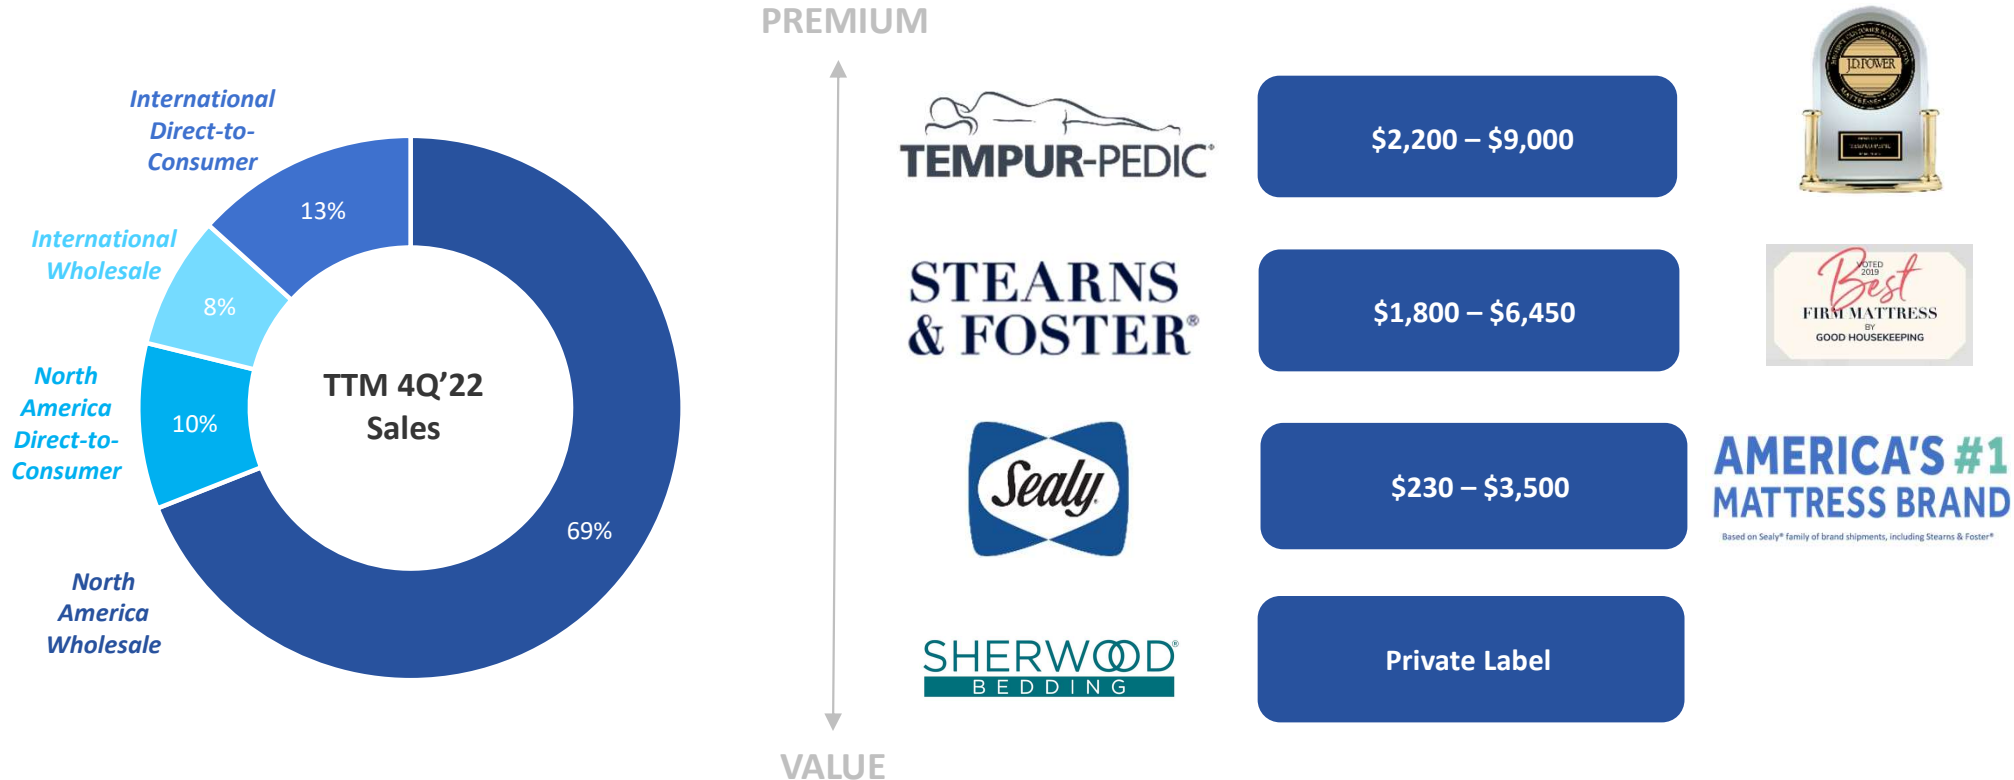 PREMIUM
International
Direct-to-
Consumer
13%
International
Wholesale
8%
North
America
Direct-to-
Consumer
10%
TTM 4Q’22
Sales
69%
North
America
Wholesale
TEMPUR-PEDIC®
$2,200 – $9,000
J.D. POWER
STEARNS
& FOSTER®
$1,800 – $6,450
VOTED
2019
Best
FIRM MATTRESS
BY
GOOD HOUSEKEEPING
Sealy
$230 – $3,500
AMERICA'S #1
MATTRESS BRAND
Based on Sealy® family of brand shipments, including Stearns & Foster®
SHERWOOD®
BEDDING
Private Label
VALUE